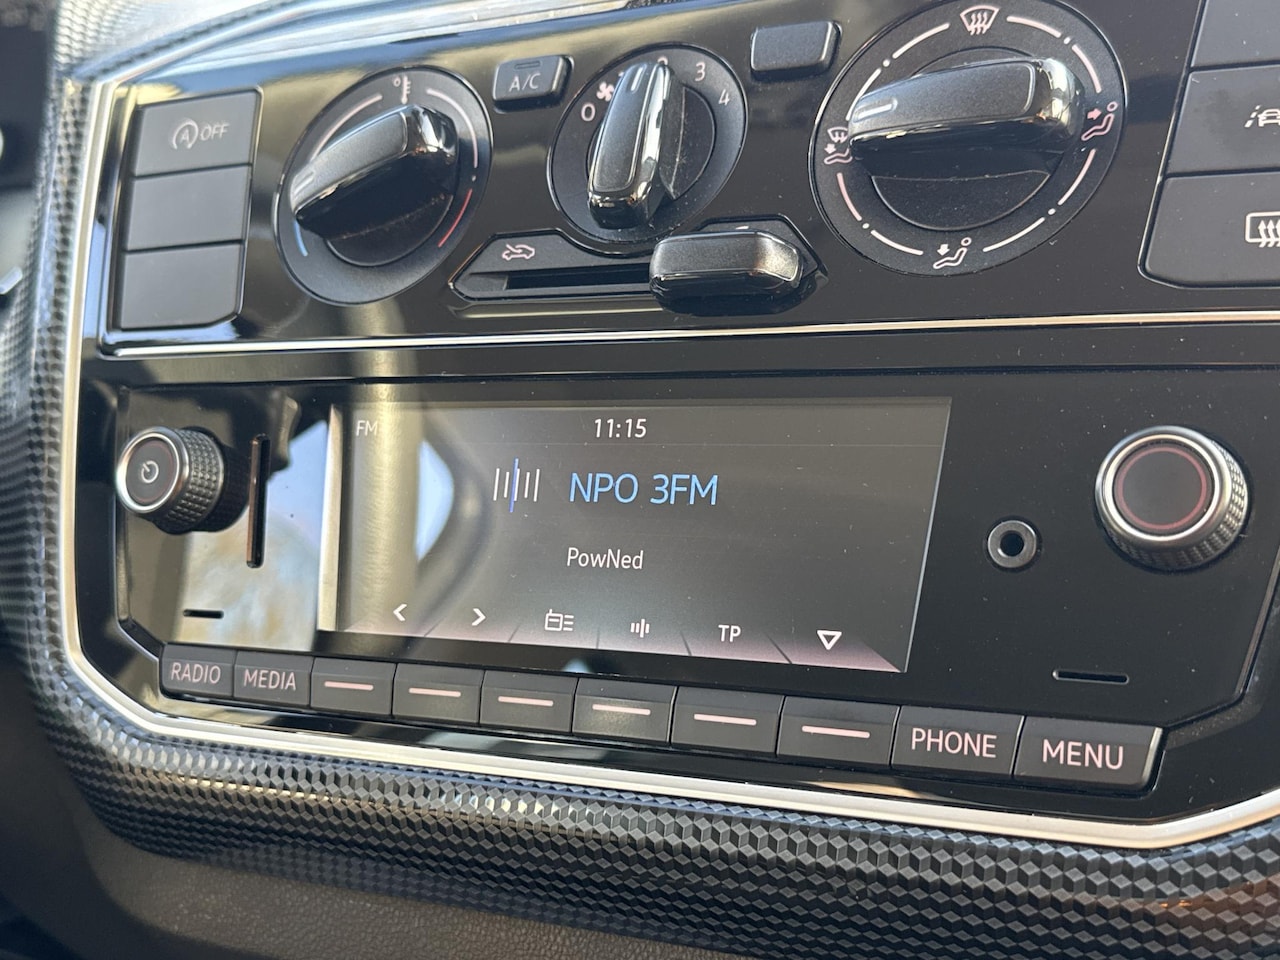 A/C
0
3
4
A OFF
FM
11:15
NPO 3FM
PowNed
TP
RADIO
MEDIA
PHONE
MENU